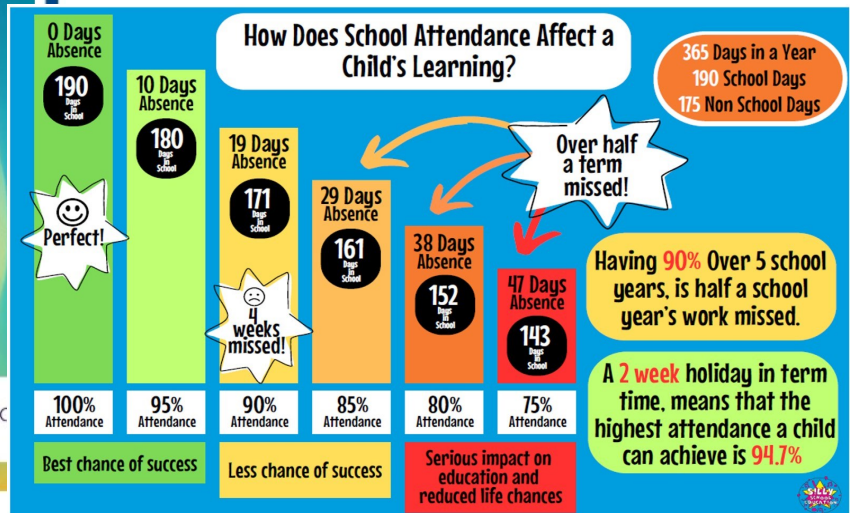 How Does School Attendance Affect a
Child's Learning?
365 Days in a Year
190 School Days
175 Non School Days
0 Days
Absence
190
Days
in
School
Perfect!
100%
Attendance
10 Days
Absence
180
Days
in
School
95%
Attendance
19 Days
Absence
171
Days
in
School
4
weeks
missed!
90%
Attendance
29 Days
Absence
161
Days
in
School
85%
Attendance
38 Days
Absence
152
Days
in
School
80%
Attendance
47 Days
Absence
143
Days
in
School
75%
Attendance
Over half
a term
missed!
Best chance of success
Less chance of success
Serious impact on
education and
reduced life chances
Having 90% Over 5 school
years, is half a school
year's work missed.
A 2 week holiday in term
time, means that the
highest attendance a child
can achieve is 94.7%
SILLY
SCHOOL
EDUCATION